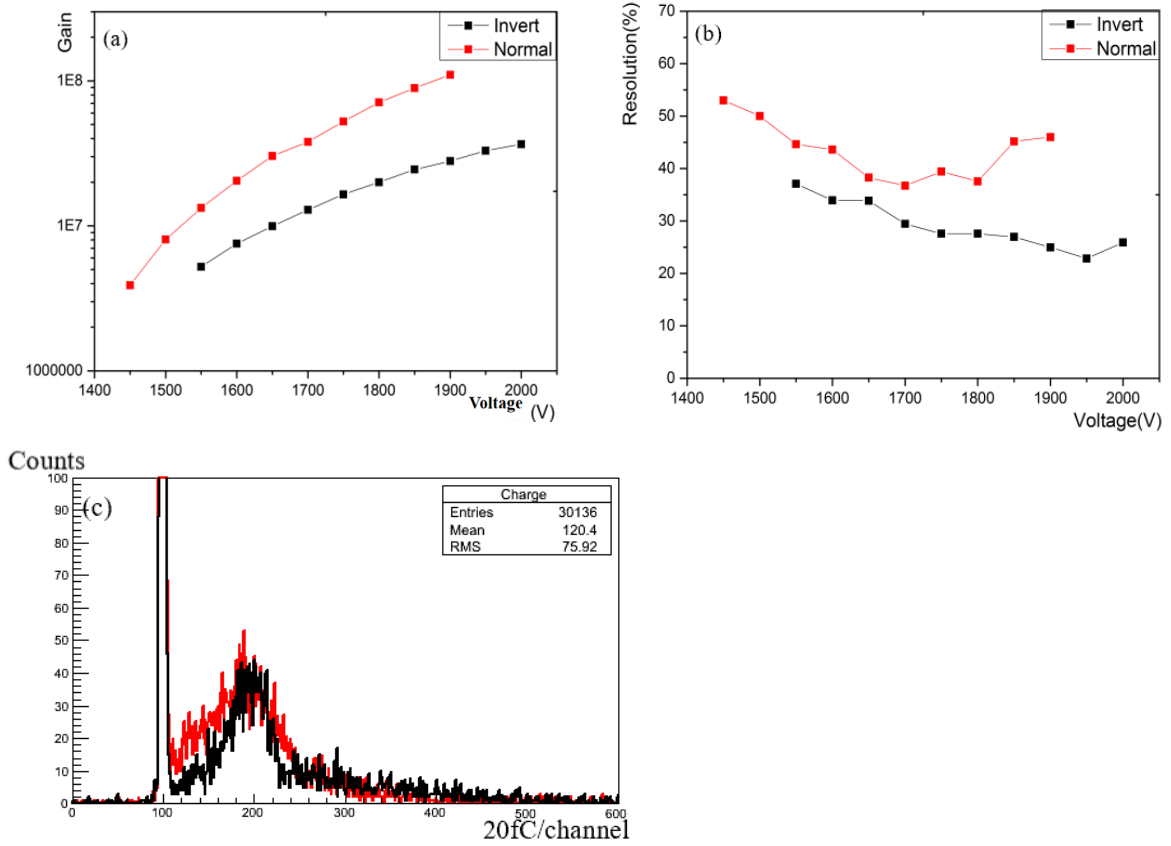 Gain
(a)
Invert
Normal
1E8
1E7
1000000
1400 1500 1600 1700 1800 1900 2000
Voltage (V)
Resolution(%)
(b)
Invert
Normal
70
60
50
40
30
20
10
0
1400 1500 1600 1700 1800 1900 2000
Voltage(V)
Counts
(c)
Charge
Entries 30136
Mean 120.4
RMS 75.92
100
90
80
70
60
50
40
30
20
10
0
0 100 200 300 400 500 600
20fC/channel